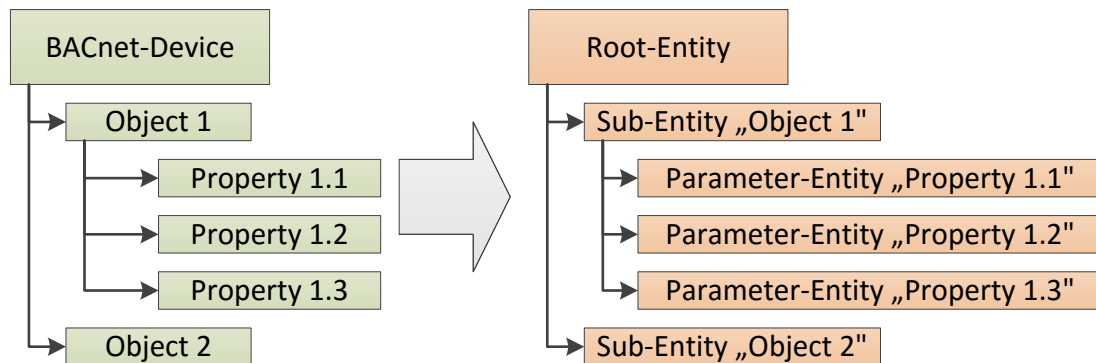 BACnet-Device
Object 1
Property 1.1
Property 1.2
Property 1.3
Object 2
Root-Entity
Sub-Entity „Object 1"
Parameter-Entity „Property 1.1"
Parameter-Entity „Property 1.2"
Parameter-Entity „Property 1.3"
Sub-Entity „Object 2"